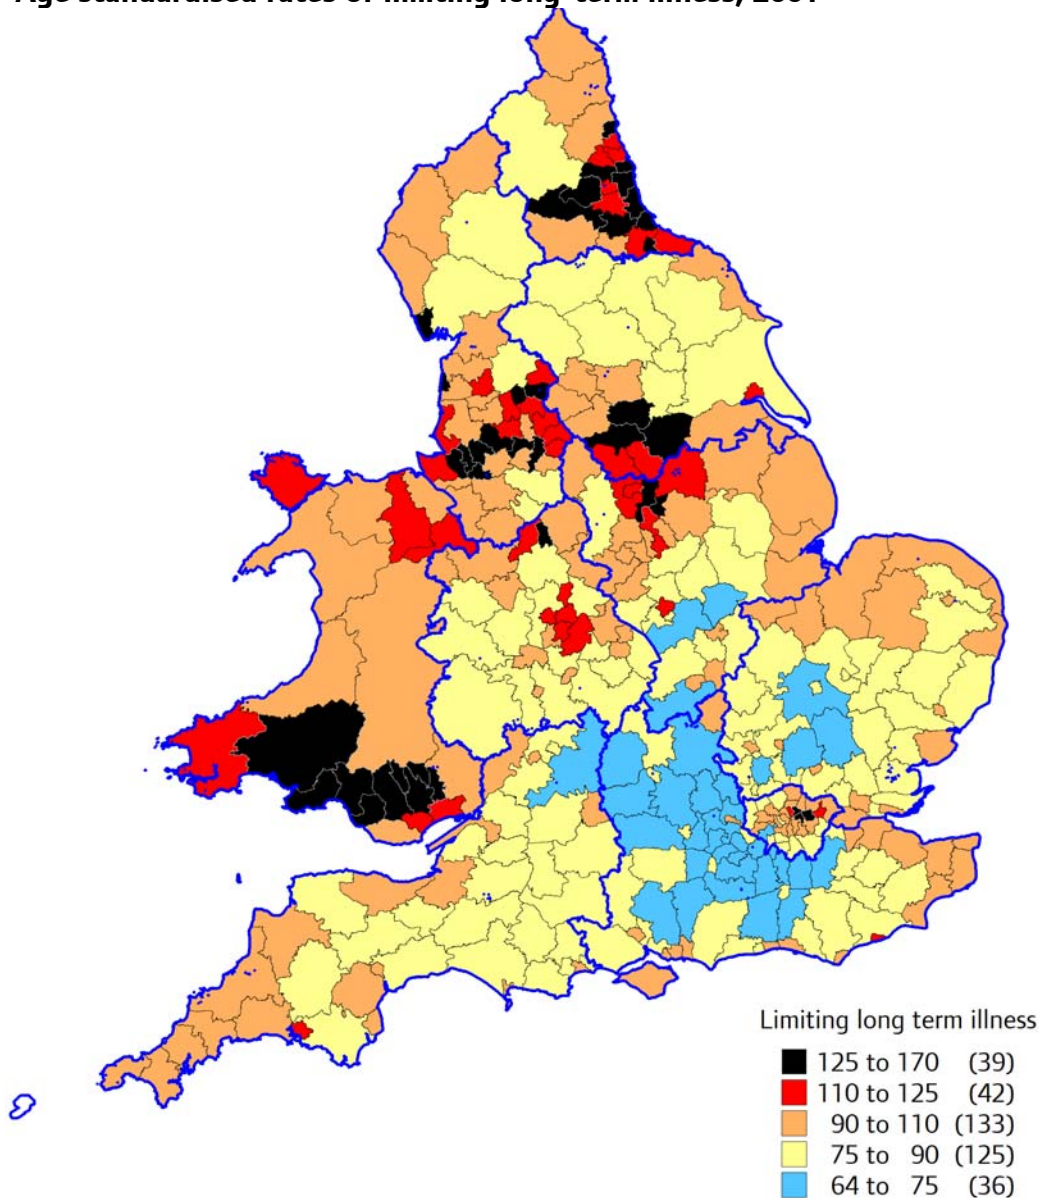 Age standardised rates of limiting long-term illness, 2001
Limiting long term illness
125 to 170 (39)
110 to 125 (42)
90 to 110 (133)
75 to 90 (125)
64 to 75 (36)